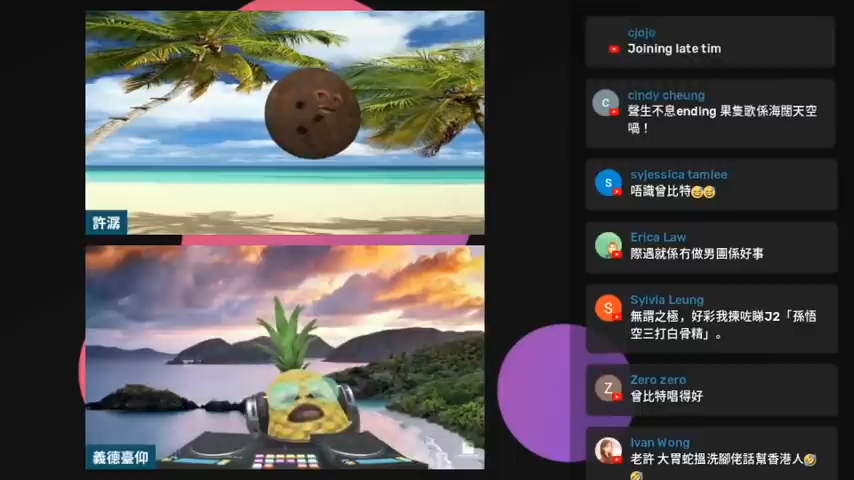 許潺
義德臺仰
cjojo
Joining late tim
C
cindy cheung
聲生不息ending 果隻歌係海闊天空
喎！
S
syjessica tamlee
唔識曾比特😅😅
Erica Law
際遇就係冇做男團係好事
S
Sylvia Leung
無謂之極，好彩我揀咗睇J2「孫悟
空三打白骨精」。
Z
Zero zero
曾比特唱得好
Ivan Wong
老許 大胃蛇搵洗腳佬話幫香港人🤣
🤣